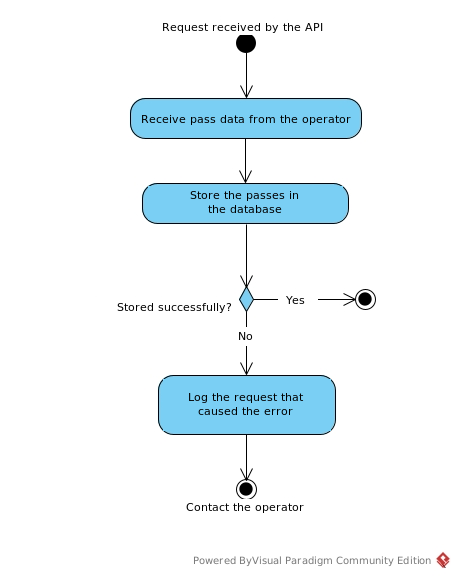 Request received by the API
Receive pass data from the operator
Store the passes in
the database
Stored successfully?
Yes
No
Log the request that
caused the error
Contact the operator
Powered ByVisual Paradigm Community Edition